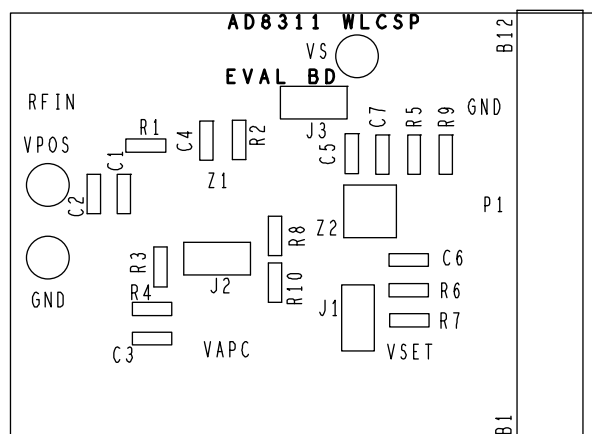 AD8311 WLCSP
VS
B12
EVAL BD
RFIN
GND
J3
C7
R5
R9
R1
C4
R2
VPOS
C1
C5
Z1
C2
Z2
P1
R8
R3
C6
GND
J2
R10
R4
J1
R6
R7
C3
VAPC
VSET
B1